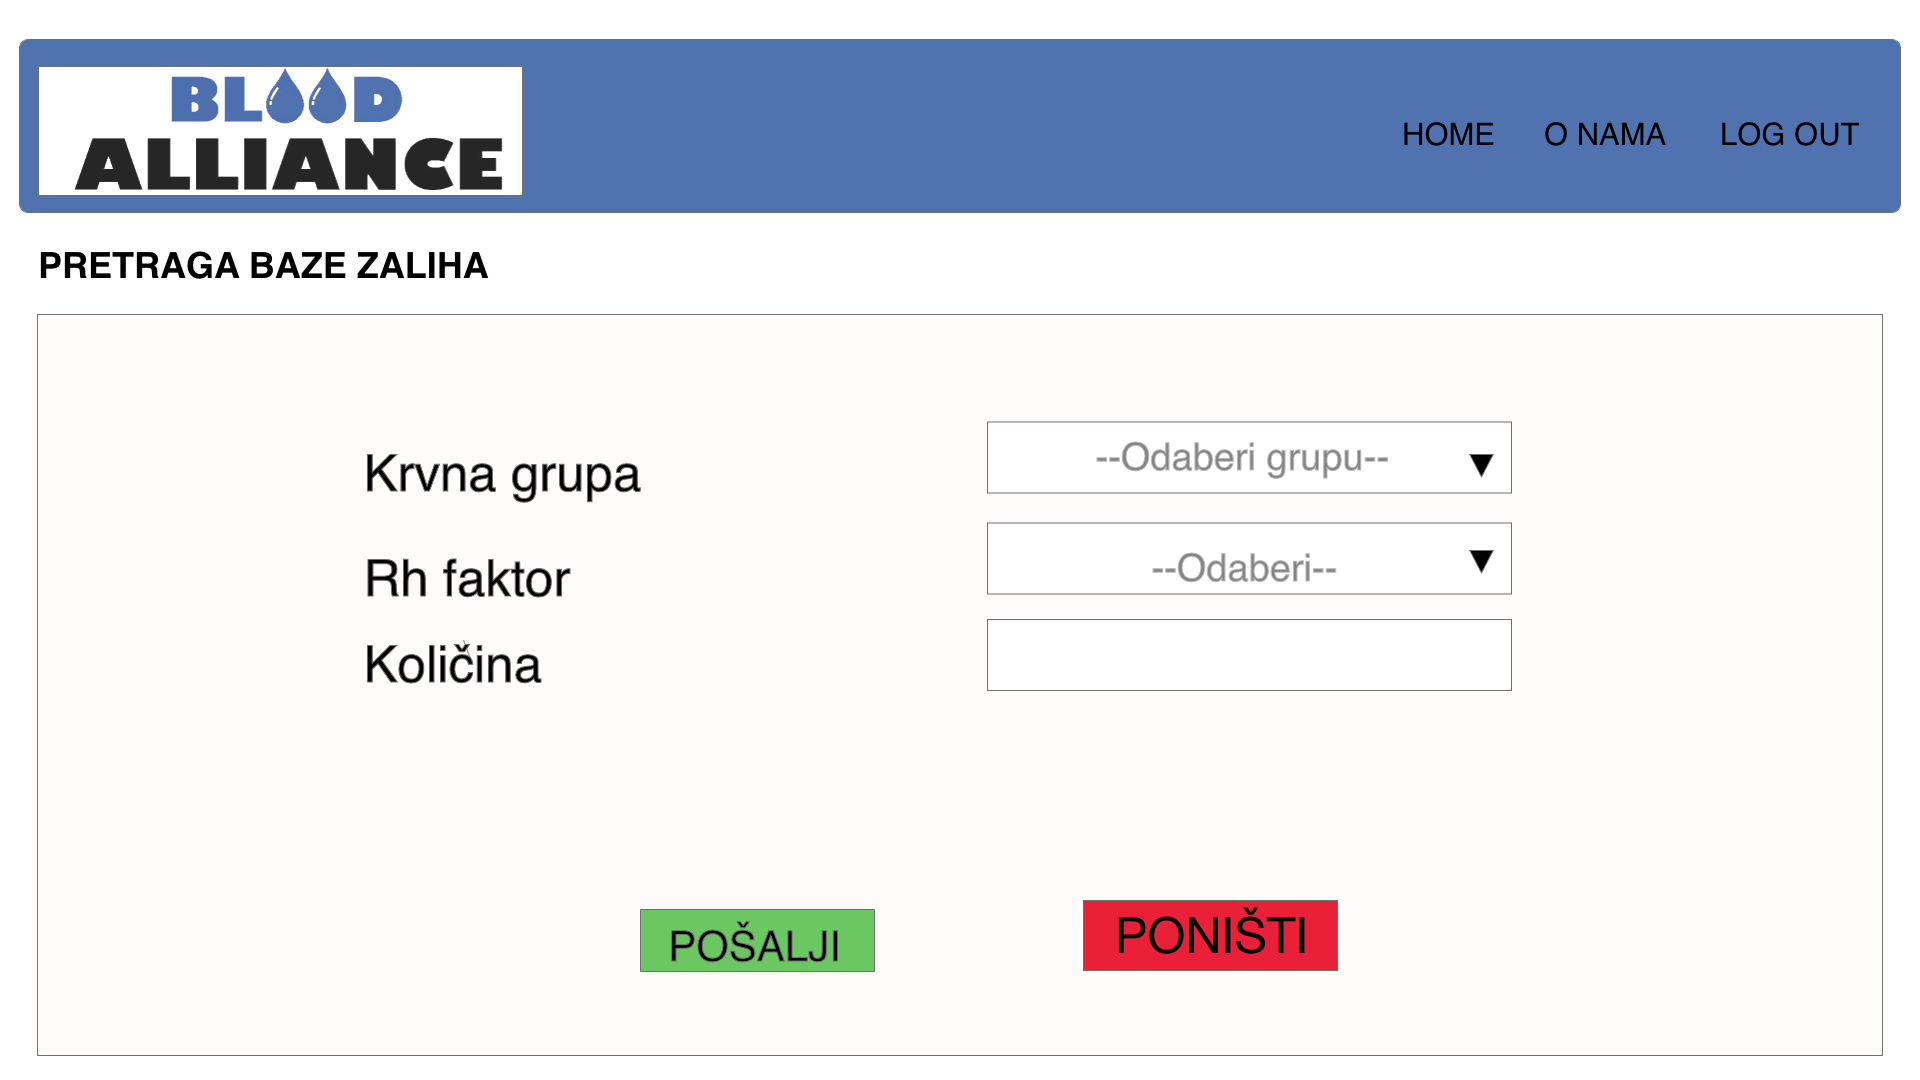 BLOOD
ALLIANCE
HOME O NAMA LOG OUT
PRETRAGA BAZE ZALIHA
Krvna grupa
--Odaberi grupu--
Rh faktor
--Odaberi--
Količina
POŠALJI
PONIŠTI